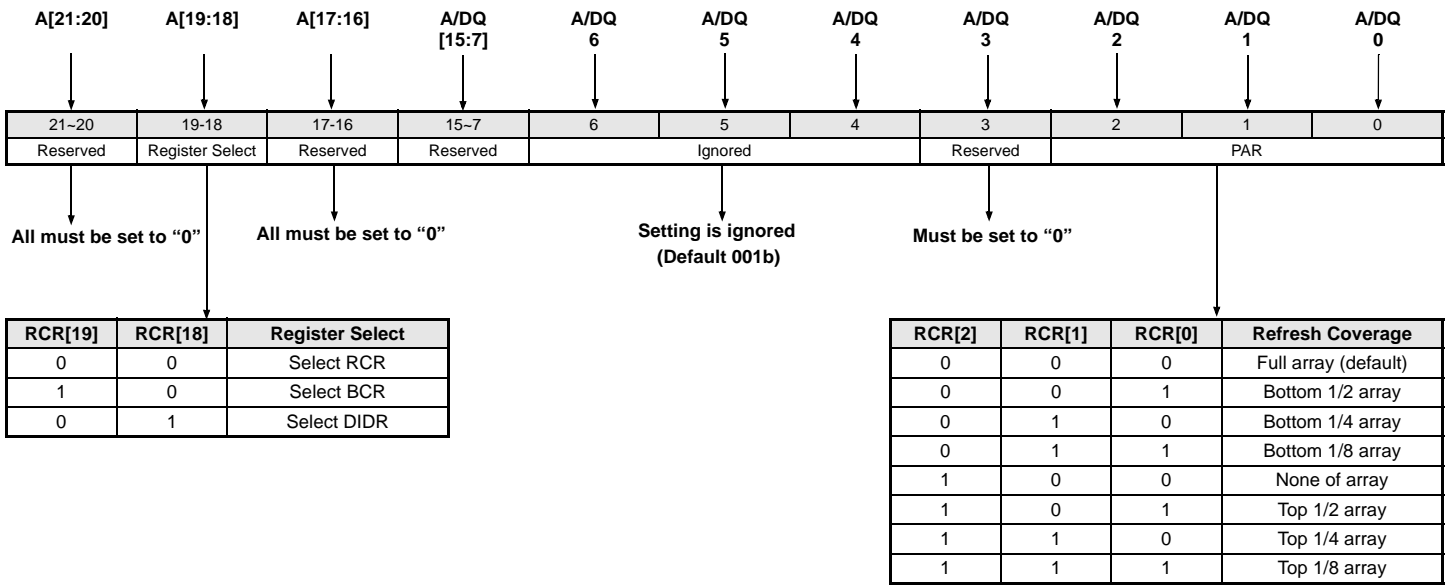 A[21:20] A[19:18] A[17:16] A/DQ A/DQ A/DQ A/DQ A/DQ A/DQ A/DQ A/DQ
[15:7] 6 5 4 3 2 1 0
21~20 19-18 17-16 15~7 6 5 4 3 2 1 0
Reserved Register Select Reserved Reserved Ignored Reserved PAR
All must be set to “0” All must be set to “0” Setting is ignored Must be set to “0”
(Default 001b)
RCR[19] RCR[18] Register Select
0 0 Select RCR
1 0 Select BCR
0 1 Select DIDR
RCR[2] RCR[1] RCR[0] Refresh Coverage
0 0 0 Full array (default)
0 0 1 Bottom 1/2 array
0 1 0 Bottom 1/4 array
0 1 1 Bottom 1/8 array
1 0 0 None of array
1 0 1 Top 1/2 array
1 1 0 Top 1/4 array
1 1 1 Top 1/8 array